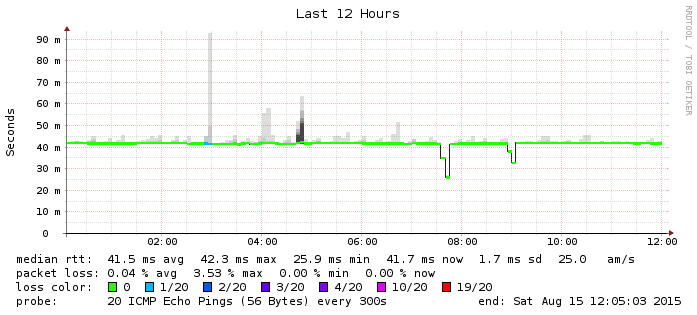 Last 12 Hours
RRDTOOL / TOBI OETIKER
Seconds
90 m
80 m
70 m
60 m
50 m
40 m
30 m
20 m
10 m
0
02:00 04:00 06:00 08:00 10:00 12:00
median rtt: 41.5 ms avg 42.3 ms max 25.9 ms min 41.7 ms now 1.7 ms sd 25.0 am/s
packet loss: 0.04 % avg 3.53 % max 0.00 % min 0.00 % now
loss color: 0 1/20 2/20 3/20 4/20 10/20 19/20
probe: 20 ICMP Echo Pings (56 Bytes) every 300s end: Sat Aug 15 12:05:03 2015